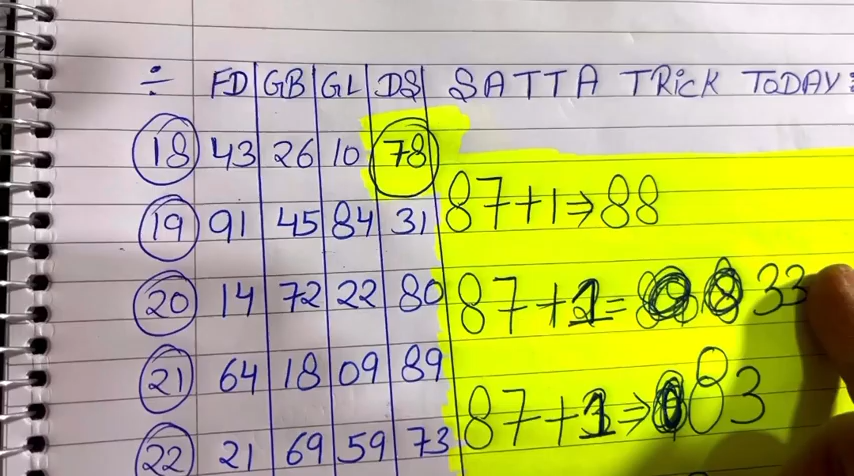 ÷ FD GB GL DS SATTA TRICK TODAY:
18 43 26 10 78
87+1⇒88
19 91 45 84 31
20 14 72 22 80
87+1= 33
21 64 18 09 89
87+1⇒ 83
22 21 69 59 73